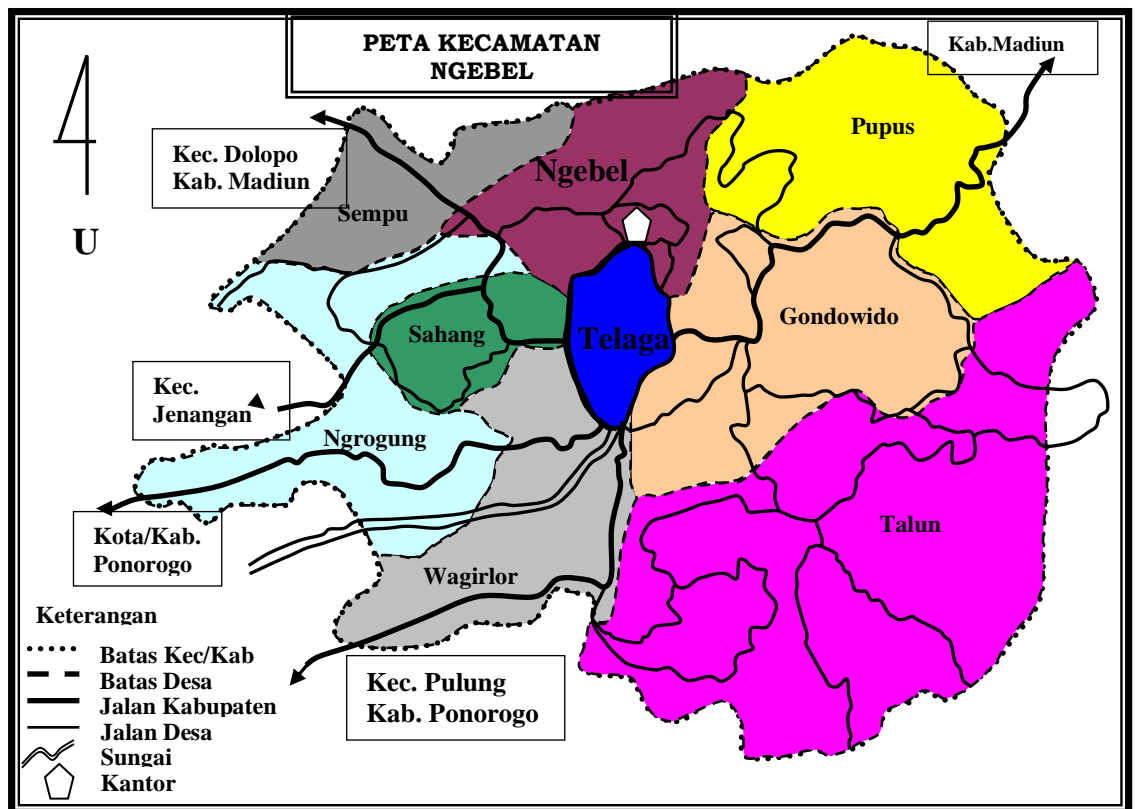 PETA KECAMATAN
NGEBEL
Kab.Madiun
Pupus
Kec. Dolopo
Kab. Madiun
Ngebel
Sempu
U
Gondowido
Sahang
Telaga
Kec.
Jenangan
Ngrogung
Talun
Kota/Kab.
Ponorogo
Wagirlor
Kec. Pulung
Kab. Ponorogo
Keterangan
Batas Kec/Kab
Batas Desa
Jalan Kabupaten
Jalan Desa
Sungai
Kantor